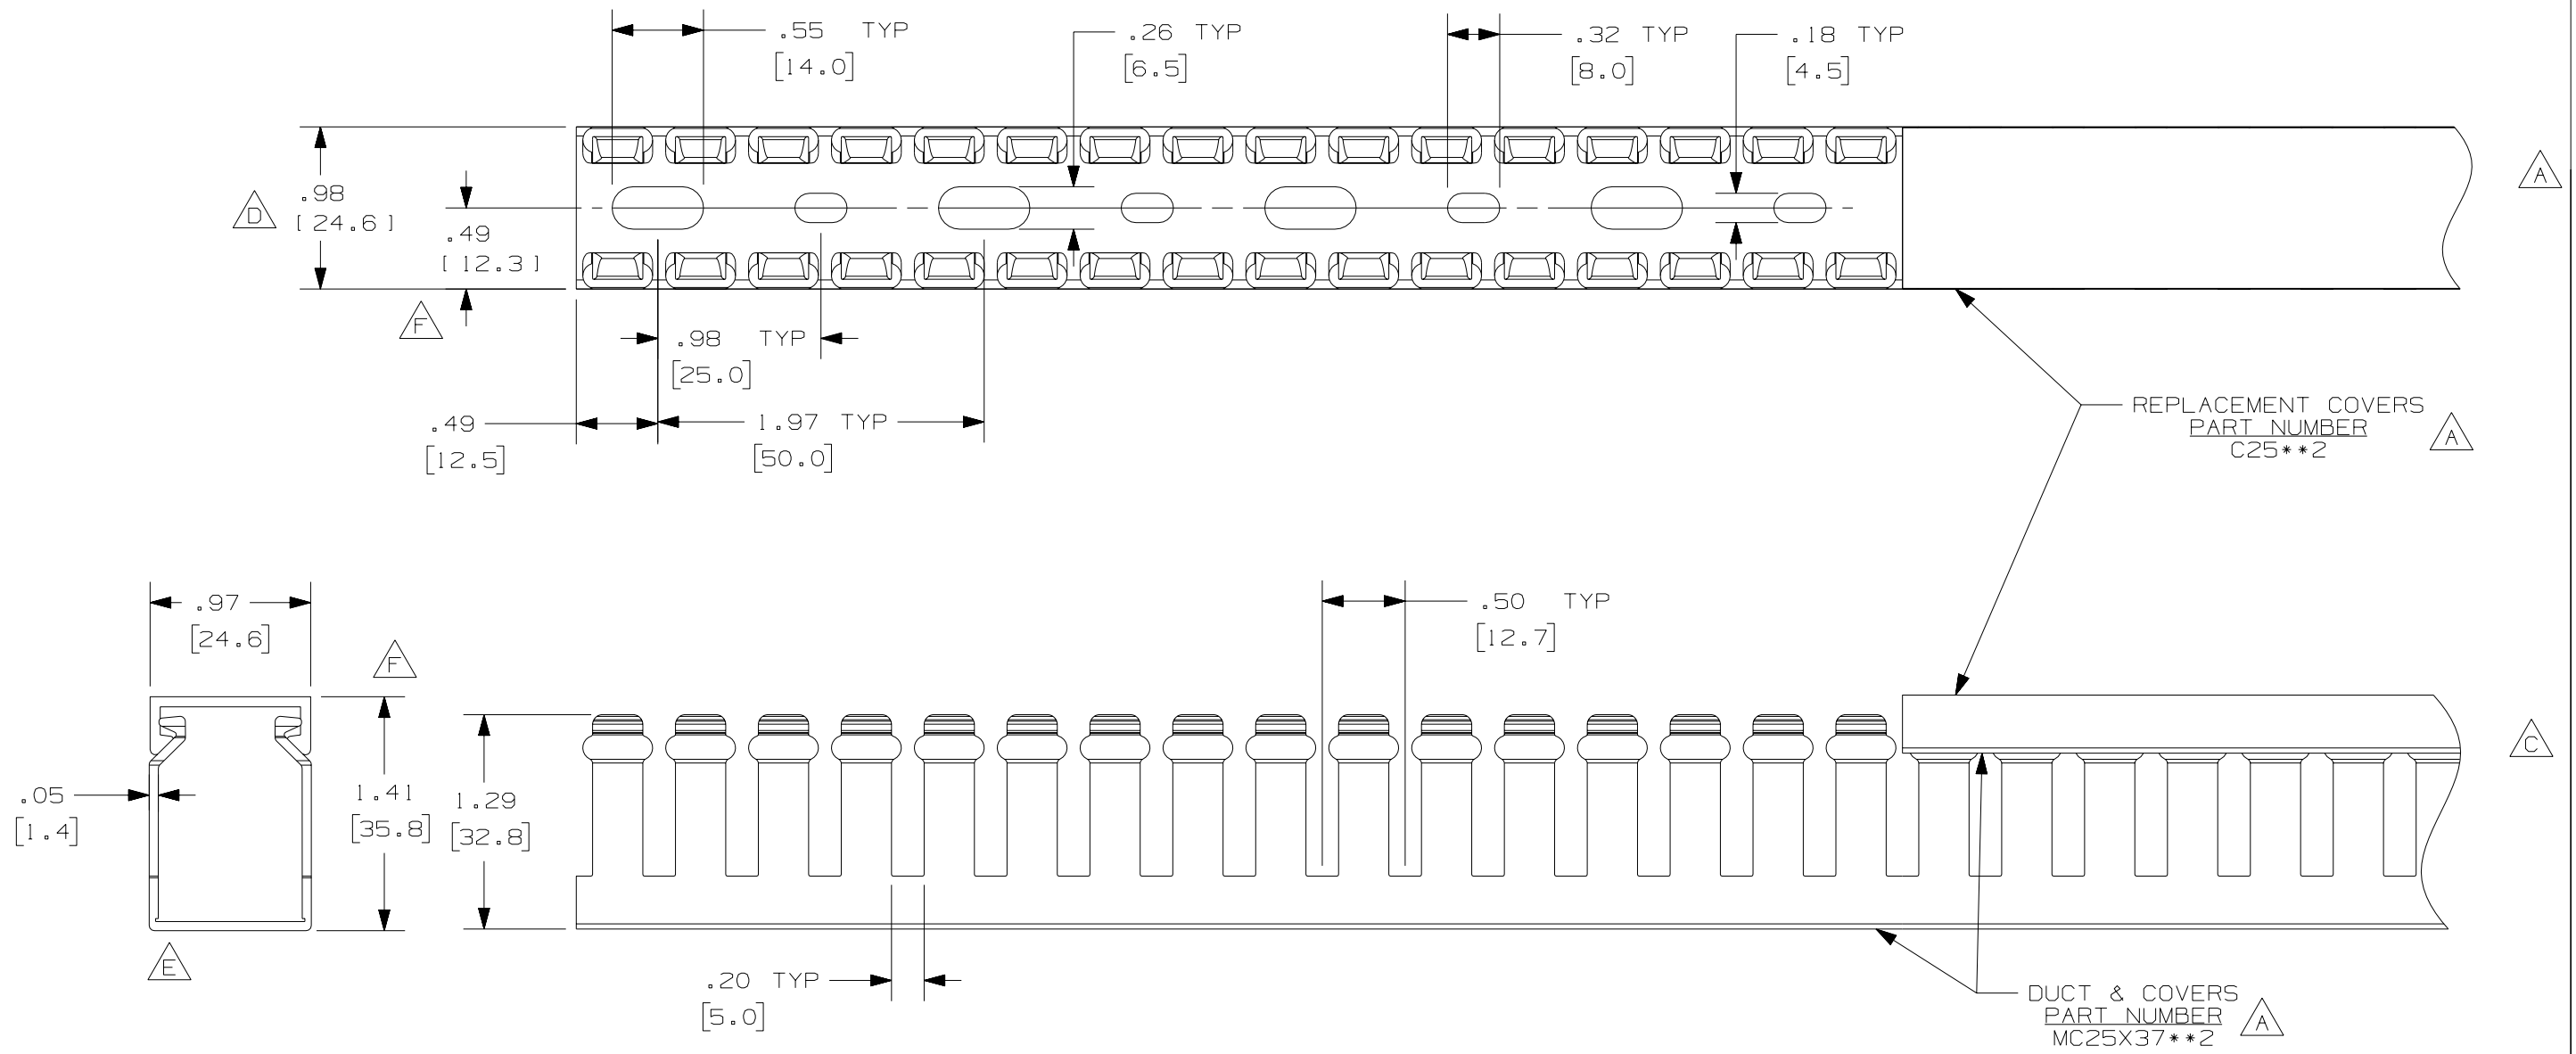 .55 TYP
[14.0]
.26 TYP
[6.5]
.32 TYP
[8.0]
.18 TYP
[4.5]
A
D
.98
[24.6]
.49
[12.3]
F
.98 TYP
[25.0]
.49
[12.5]
1.97 TYP
[50.0]
REPLACEMENT COVERS
PART NUMBER
C25**2
A
.97
[24.6]
F
.50 TYP
[12.7]
C
.05
[1.4]
1.41
[35.8]
1.29
[32.8]
E
.20 TYP
[5.0]
DUCT & COVERS
PART NUMBER
MC25X37**2
A